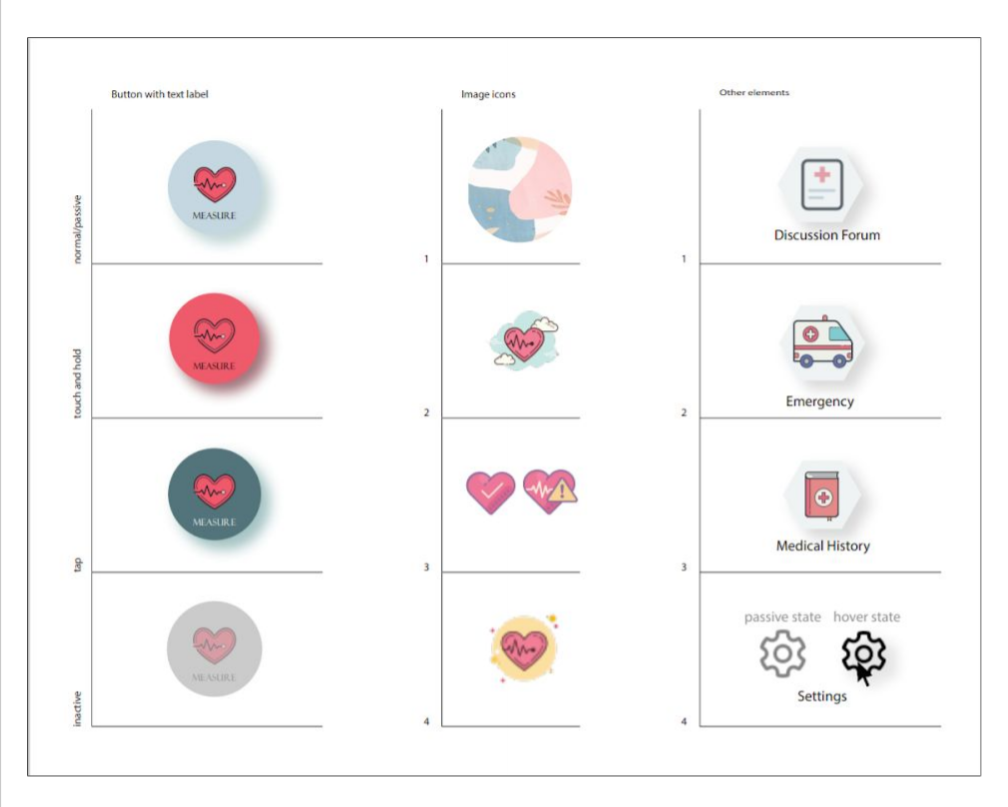 Button with text label
Image icons
Other elements
normal/passive
MEASURE
1
1
Discussion Forum
touch and hold
MEASURE
2
2
Emergency
tap
MEASURE
3
3
Medical History
inactive
MEASURE
4
4
passive state hover state
Settings